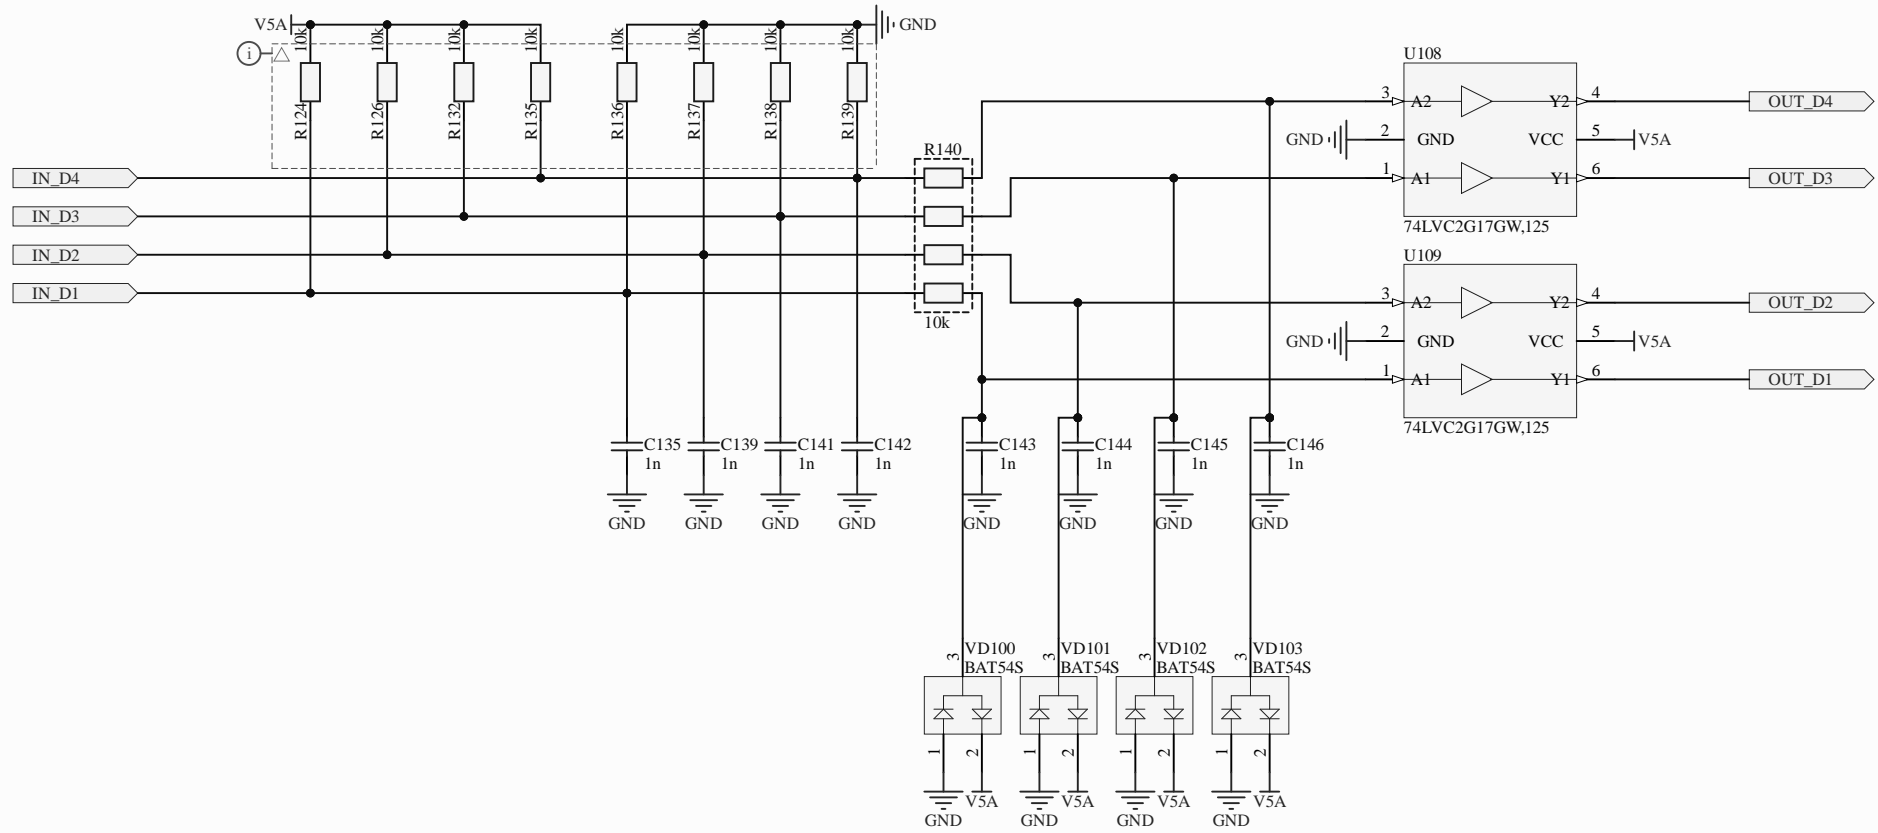 V5A
10k
10k
10k
10k
10k
10k
10k
10k
GND
i
R124
R126
R132
R135
R136
R137
R138
R139
IN_D4
IN_D3
IN_D2
IN_D1
R140
10k
U108
3 A2 Y2 4
GND 2 GND VCC 5 V5A
1 A1 Y1 6
74LVC2G17GW,125
OUT_D4
OUT_D3
U109
3 A2 Y2 4
GND 2 GND VCC 5 V5A
1 A1 Y1 6
74LVC2G17GW,125
OUT_D2
OUT_D1
C135
1n
GND
C139
1n
GND
C141
1n
GND
C142
1n
GND
C143
1n
GND
C144
1n
GND
C145
1n
GND
C146
1n
GND
3 VD100
BAT54S
1 2
V5A
GND
3 VD101
BAT54S
1 2
V5A
GND
3 VD102
BAT54S
1 2
V5A
GND
3 VD103
BAT54S
1 2
V5A
GND